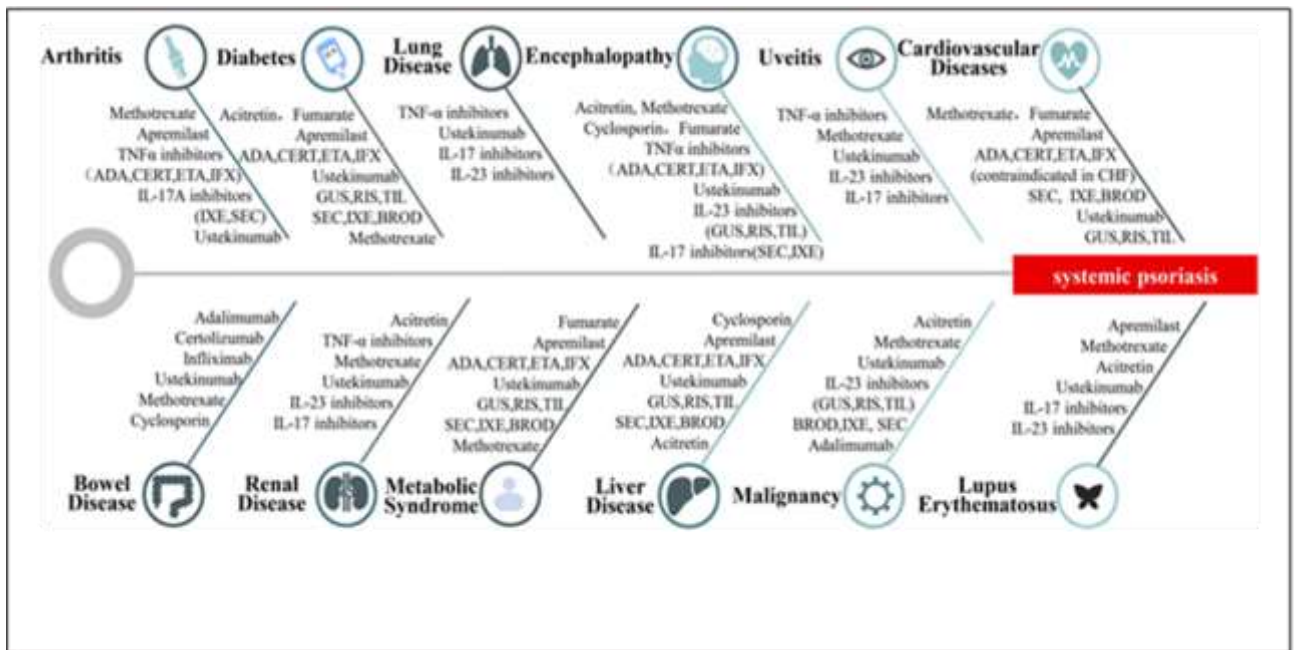 Arthritis
Methotrexate
Apremilast
TNFα inhibitors
(ADA,CERT,ETA,IFX)
IL-17A inhibitors
(IXE,SEC)
Ustekinumab
Diabetes
Acitretin, Fumarate
Apremilast
ADA,CERT,ETA,IFX
Ustekinumab
GUS,RIS,TIL
SEC,IXE,BROD
Methotrexate
Lung
Disease
TNF-α inhibitors
Ustekinumab
IL-17 inhibitors
IL-23 inhibitors
Encephalopathy
Acitretin, Methotrexate
Cyclosporin, Fumarate
TNFα inhibitors
(ADA,CERT,ETA,IFX)
Ustekinumab
IL-23 inhibitors
(GUS,RIS,TIL)
IL-17 inhibitors(SEC,IXE)
Uveitis
TNF-α inhibitors
Methotrexate
Ustekinumab
IL-23 inhibitors
IL-17 inhibitors
Cardiovascular
Diseases
Methotrexate, Fumarate
Apremilast
ADA,CERT,ETA,IFX
(contraindicated in CHF)
SEC, IXE,BROD
Ustekinumab
GUS,RIS,TIL
systemic psoriasis
Adalimumab
Certolizumab
Infliximab
Ustekinumab
Methotrexate
Cyclosporin
Bowel
Disease
Acitretin
TNF-α inhibitors
Methotrexate
Ustekinumab
IL-23 inhibitors
IL-17 inhibitors
Renal
Disease
Fumarate
Apremilast
ADA,CERT,ETA,IFX
Ustekinumab
GUS,RIS,TIL
SEC,IXE,BROD
Methotrexate
Metabolic
Syndrome
Cyclosporin
Apremilast
ADA,CERT,ETA,IFX
Ustekinumab
GUS,RIS,TIL
SEC,IXE,BROD
Acitretin
Liver
Disease
Acitretin
Methotrexate
Ustekinumab
IL-23 inhibitors
(GUS,RIS,TIL)
BROD,IXE, SEC
Adalimumab
Malignancy
Apremilast
Methotrexate
Acitretin
Ustekinumab
IL-17 inhibitors
IL-23 inhibitors
Lupus
Erythematosus